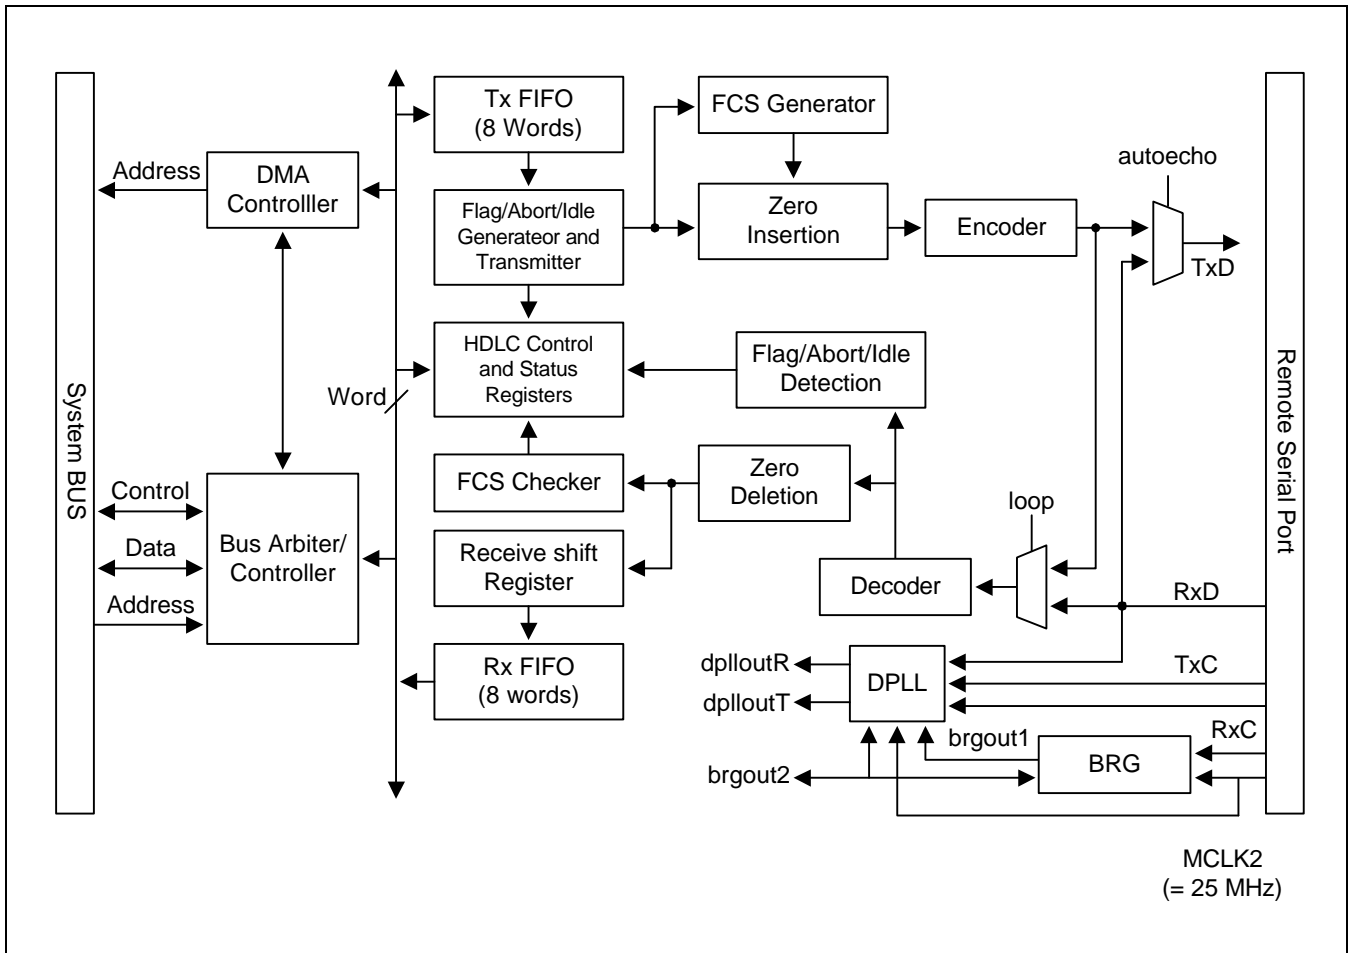 System BUS
Address
DMA
Controlller
Control
Data
Address
Bus Arbiter/
Controller
Word
Tx FIFO
(8 Words)
Flag/Abort/Idle
Generateor and
Transmitter
HDLC Control
and Status
Registers
FCS Checker
Receive shift
Register
Rx FIFO
(8 words)
FCS Generator
Zero
Insertion
Encoder
autoecho
TxD
Flag/Abort/Idle
Detection
Zero
Deletion
Decoder
loop
RxD
TxC
RxC
dplloutR
dplloutT
DPLL
brgout1
brgout2
BRG
Remote Serial Port
MCLK2
(= 25 MHz)